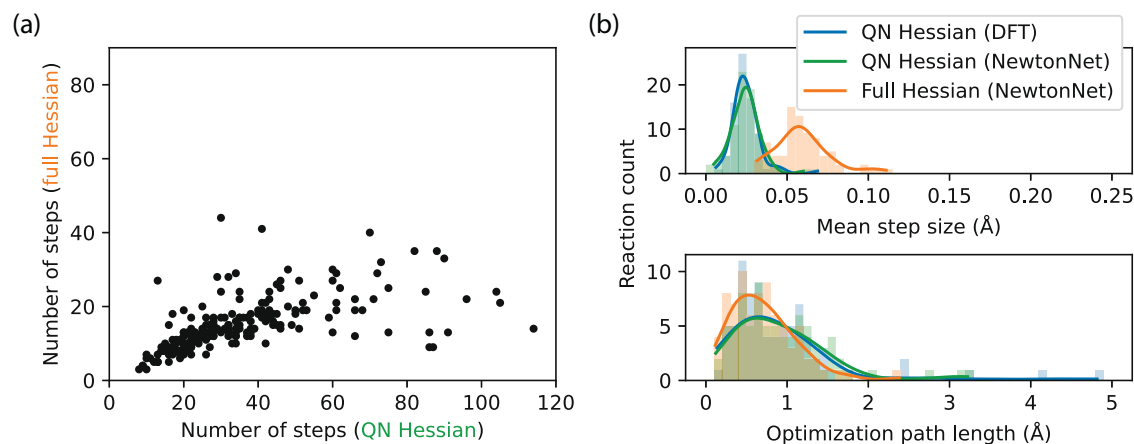 (a)
Number of steps (full Hessian)
80
60
40
20
0
0 20 40 60 80 100 120
Number of steps (QN Hessian)
(b)
QN Hessian (DFT)
QN Hessian (NewtonNet)
Full Hessian (NewtonNet)
Reaction count
20
10
0
0.00 0.05 0.10 0.15 0.20 0.25
Mean step size (Å)
10
5
0
0 1 2 3 4 5
Optimization path length (Å)